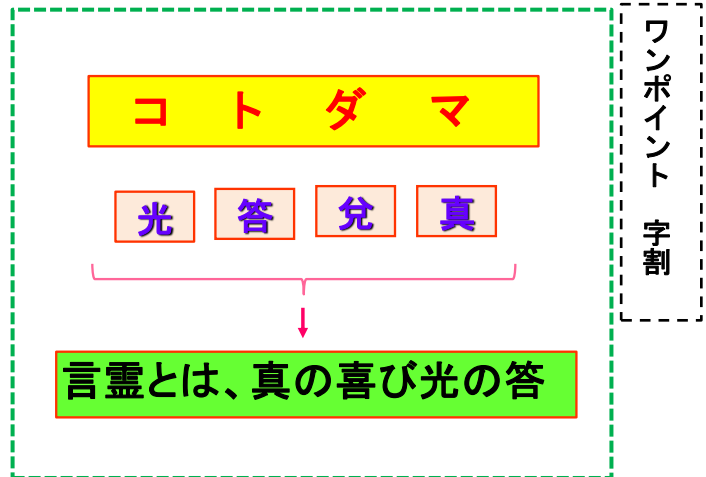 コトダマ
光 答 兌 真
言霊とは、真の喜び光の答
ワンポイント 字割